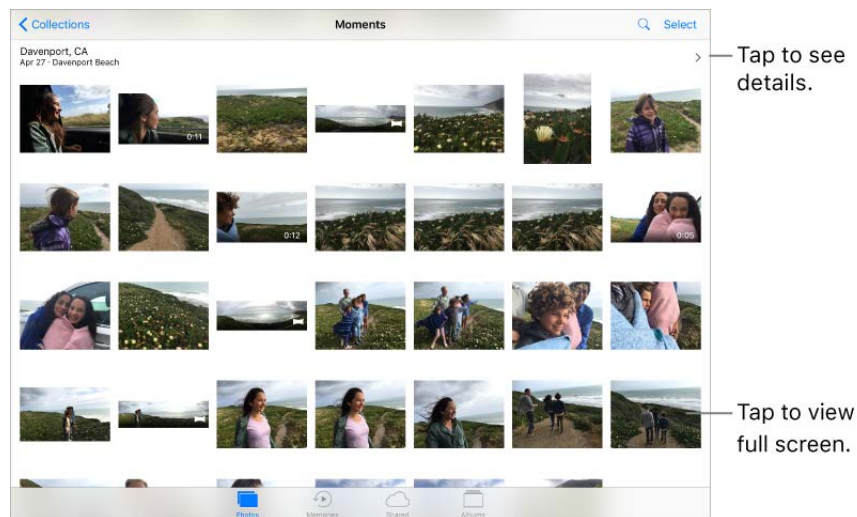 Collections
Moments
Select
Davenport, CA
Apr 27 · Davenport Beach
Tap to see
details.
0:11
0:12
0:05
Tap to view
full screen.
Photos
Memories
Shared
Albums